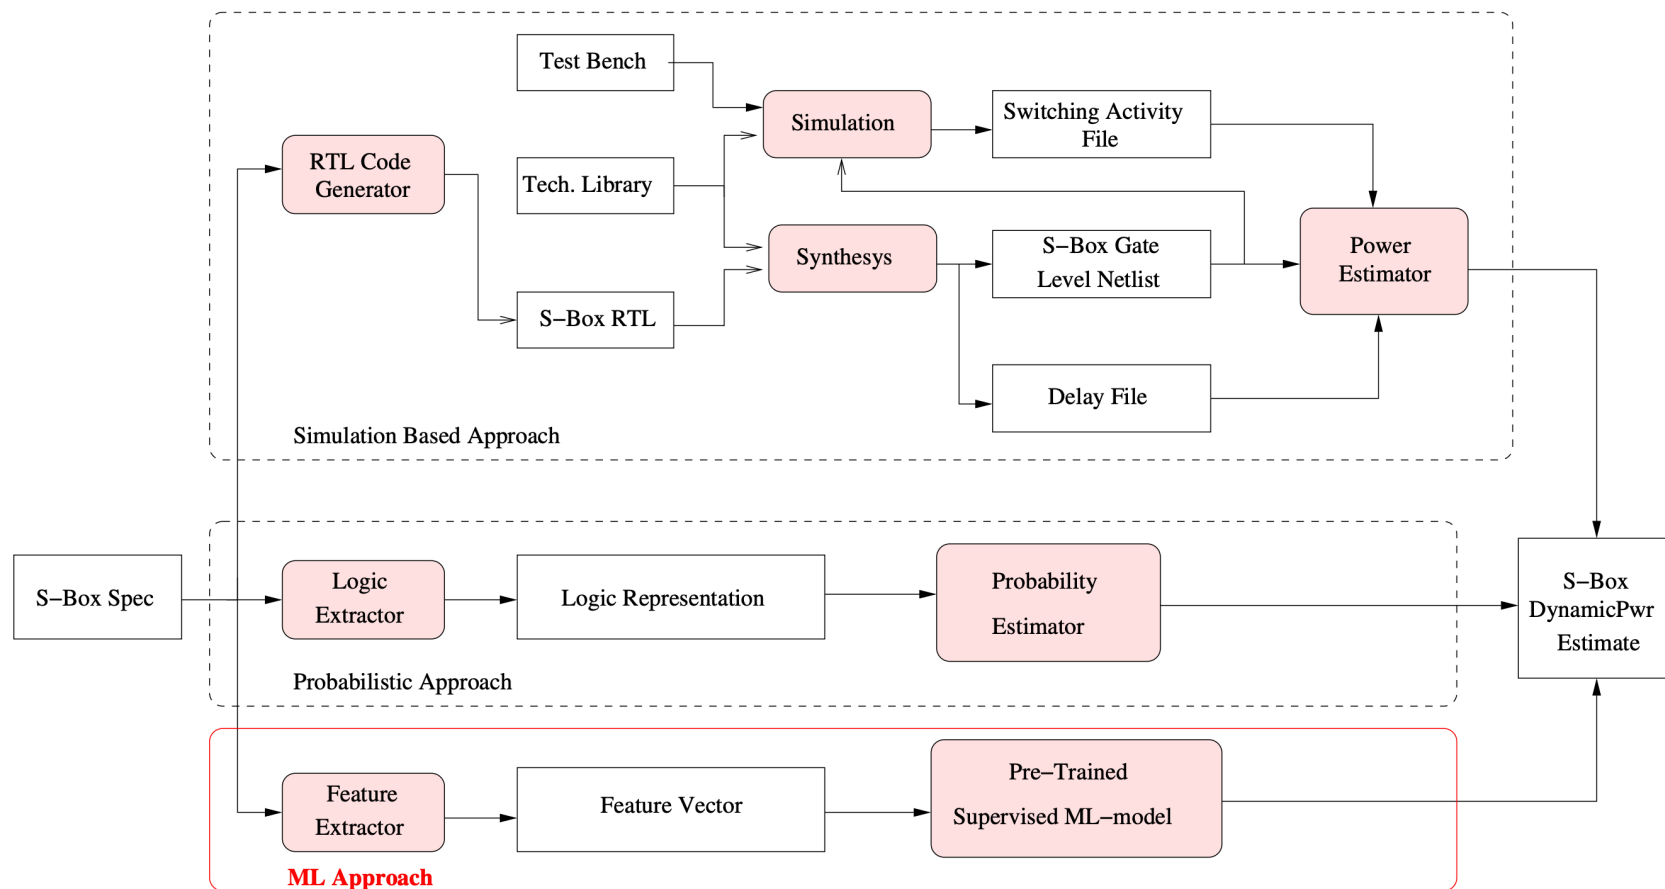 Test Bench
Simulation
Switching Activity
File
RTL Code
Generator
Tech. Library
Synthesys
S−Box Gate
Level Netlist
Power
Estimator
S−Box RTL
Delay File
Simulation Based Approach
S−Box Spec
Logic
Extractor
Logic Representation
Probability
Estimator
S−Box
DynamicPwr
Estimate
Probabilistic Approach
Feature
Extractor
Feature Vector
Pre−Trained
Supervised ML−model
ML Approach